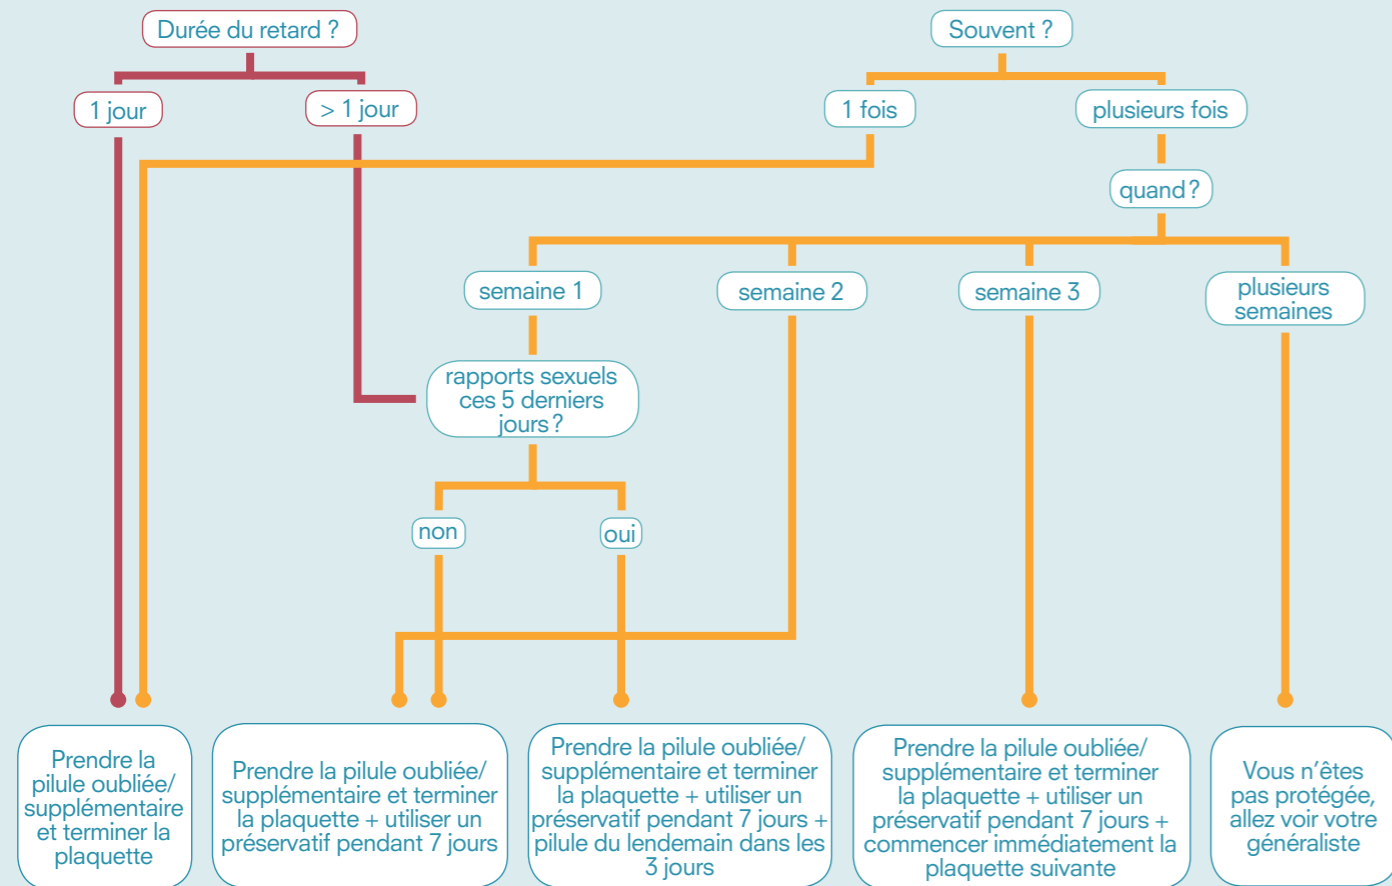 Durée du retard ?
Souvent ?
1 jour
> 1 jour
1 fois
plusieurs fois
quand ?
semaine 1
semaine 2
semaine 3
plusieurs
semaines
rapports sexuels
ces 5 derniers
jours ?
non
oui
Prendre la
pilule oubliée/
supplémentaire
et terminer la
plaquette
Prendre la pilule oubliée/
supplémentaire et terminer
la plaquette + utiliser un
préservatif pendant 7 jours
Prendre la pilule oubliée/
supplémentaire et terminer
la plaquette + utiliser un
préservatif pendant 7 jours +
pilule du lendemain dans les
3 jours
Prendre la pilule oubliée/
supplémentaire et terminer
la plaquette + utiliser un
préservatif pendant 7 jours +
commencer immédiatement la
plaquette suivante
Vous n’êtes
pas protégée,
allez voir votre
généraliste